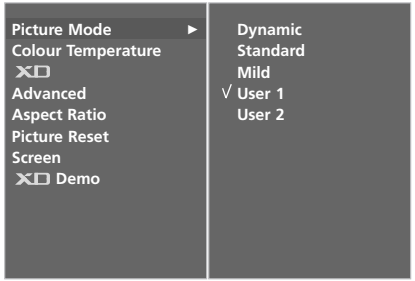 Picture Mode ►
Colour Temperature
XD
Advanced
Aspect Ratio
Picture Reset
Screen
XD Demo
Dynamic
Standard
Mild
√ User 1
User 2